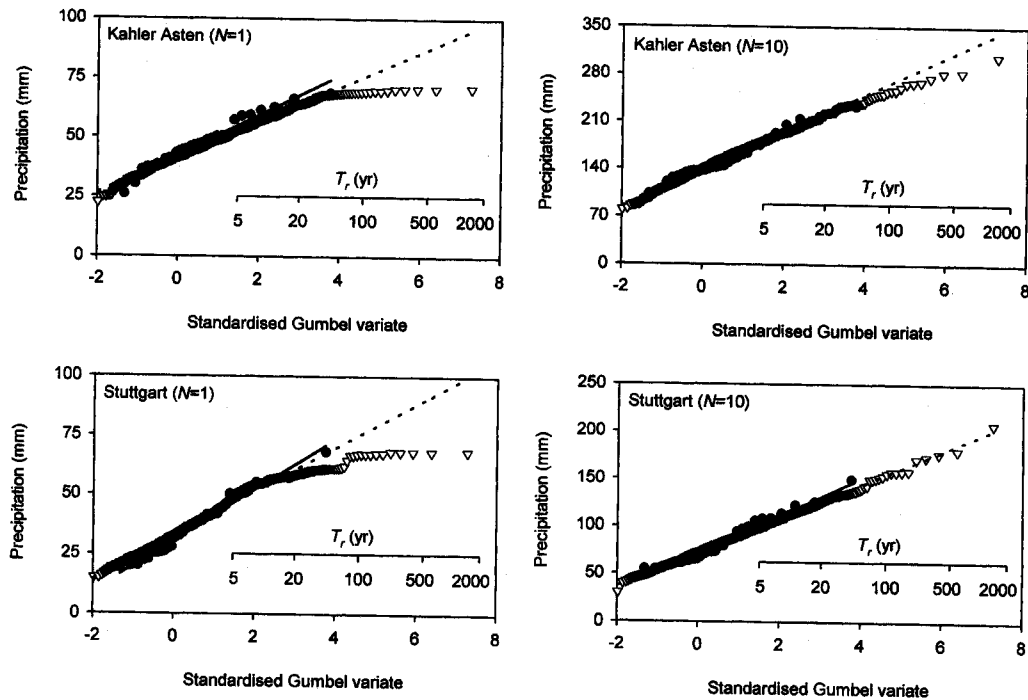 Kahler Asten (N=1)
Precipitation (mm)
100
75
50
25
0
Tr (yr)
5 20 100 500 2000
-2 0 2 4 6 8
Standardised Gumbel variate
Kahler Asten (N=10)
Precipitation (mm)
350
280
210
140
70
0
Tr (yr)
5 20 100 500 2000
-2 0 2 4 6 8
Standardised Gumbel variate
Stuttgart (N=1)
Precipitation (mm)
100
75
50
25
0
Tr (yr)
5 20 100 500 2000
-2 0 2 4 6 8
Standardised Gumbel variate
Stuttgart (N=10)
Precipitation (mm)
250
200
150
100
50
0
Tr (yr)
5 20 100 500 2000
-2 0 2 4 6 8
Standardised Gumbel variate